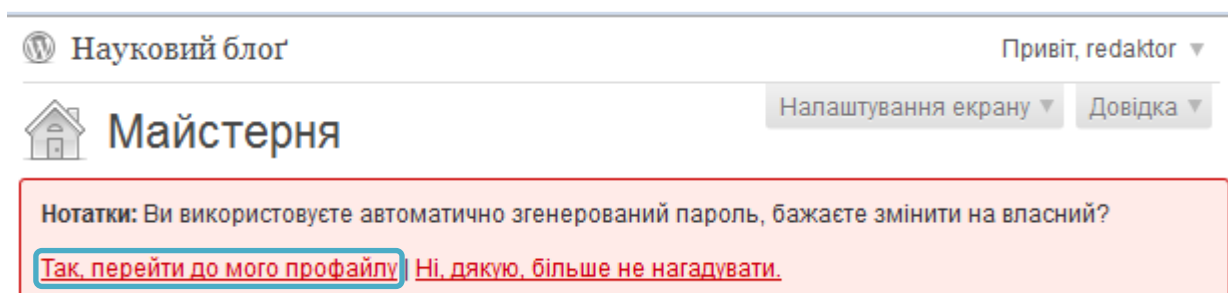 Науковий блоґ
Привіт, redaktor
Налаштування екрану
Довідка
Майстерня
Нотатки: Ви використовуєте автоматично згенерований пароль, бажаєте змінити на власний?
Так, перейти до мого профайлу | Ні, дякую, більше не нагадувати.